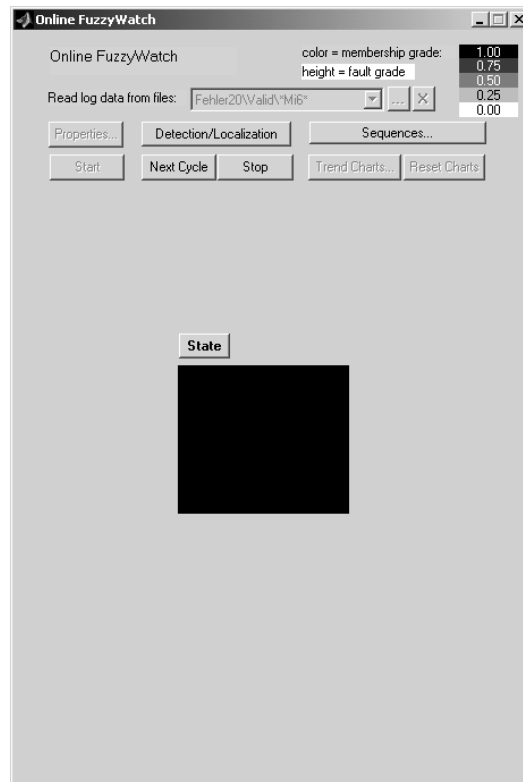 Online FuzzyWatch
Online FuzzyWatch
color = membership grade:
height = fault grade
1.00
0.75
0.50
0.25
0.00
Read log data from files:
Fehler20\Valid\*Mi6*
...
X
Properties...
Detection/Localization
Sequences...
Start
Next Cycle
Stop
Trend Charts...
Reset Charts
State